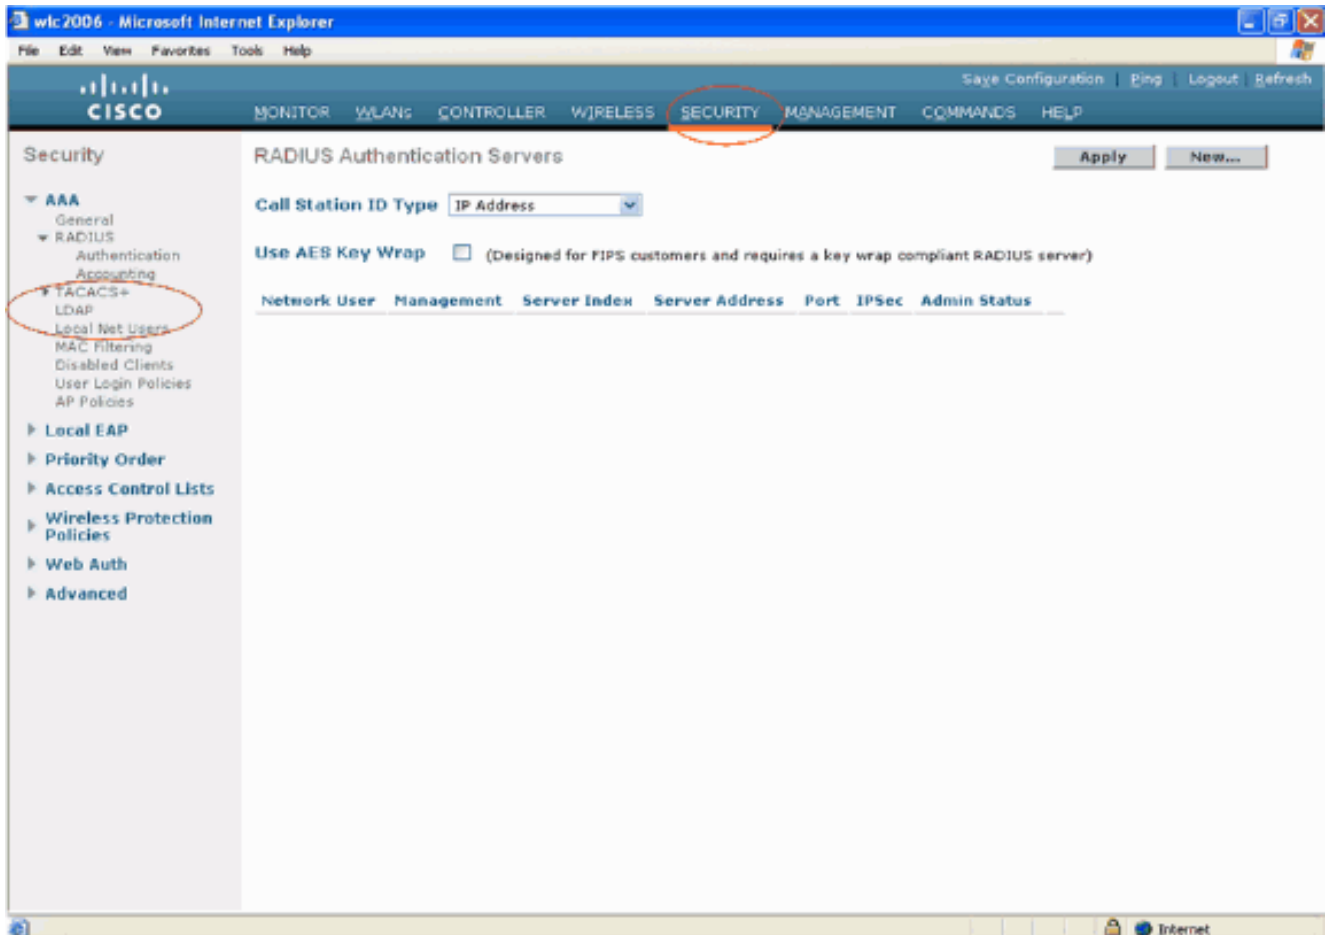 wlc2006 - Microsoft Internet Explorer
File Edit View Favorites Tools Help
Save Configuration | Ping | Logout | Refresh
CISCO
MONITOR WLANs CONTROLLER WIRELESS SECURITY MANAGEMENT COMMANDS HELP
Security
AAA
General
RADIUS
Authentication
Accounting
TACACS+
LDAP
Local Net Users
MAC Filtering
Disabled Clients
User Login Policies
AP Policies
Local EAP
Priority Order
Access Control Lists
Wireless Protection
Policies
Web Auth
Advanced
RADIUS Authentication Servers
Apply New...
Call Station ID Type IP Address
Use AES Key Wrap (Designed for FIPS customers and requires a key wrap compliant RADIUS server)
Network User Management Server Index Server Address Port IPSec Admin Status
Internet